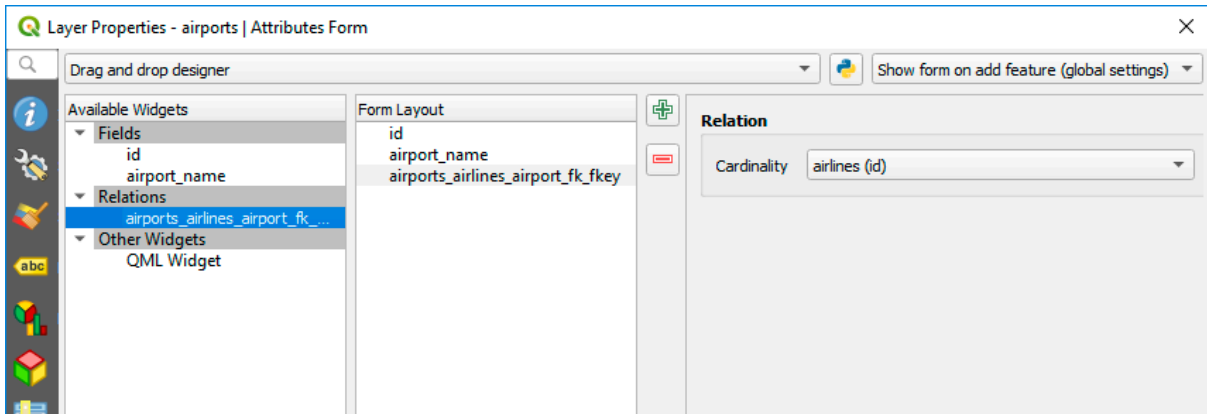 Layer Properties - airports | Attributes Form
Drag and drop designer
Show form on add feature (global settings)
Available Widgets
Fields
id
airport_name
Relations
airports_airlines_airport_fk_...
Other Widgets
QML Widget
Form Layout
id
airport_name
airports_airlines_airport_fk_fkey
Relation
Cardinality airlines (id)
abc